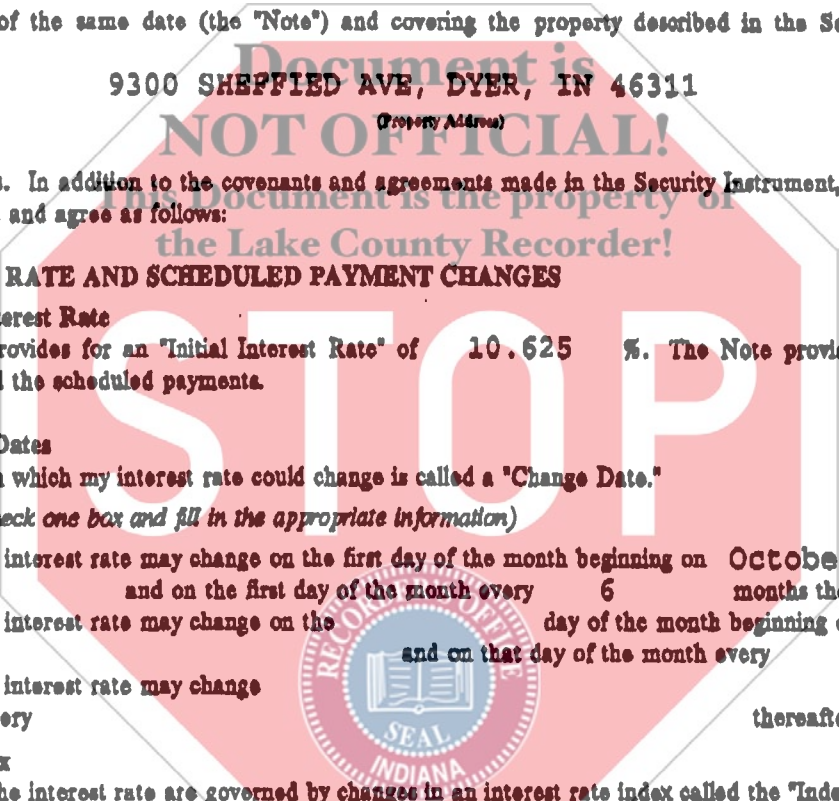 of the same date (the "Note") and covering the property described in the Se
Document is
9300 SHEFFIED AVE, DYER, IN 46311
(Property Address)
NOT OFFICIAL!
s. In addition to the covenants and agreements made in the Security Instrument,
This Document is the property of
and agree as follows:
the Lake County Recorder!
RATE AND SCHEDULED PAYMENT CHANGES
terest Rate
rovides for an "Initial Interest Rate" of 10.625 %. The Note provid
d the scheduled payments.
STOP
Dates
n which my interest rate could change is called a "Change Date."
eck one box and fill in the appropriate information)
interest rate may change on the first day of the month beginning on Octobe
and on the first day of the month every 6 months the
interest rate may change on the day of the month beginning o
and on that day of the month every
interest rate may change
ery thereafte
x
he interest rate are governed by changes in an interest rate index called the "Inde
RECORDER'S OFFICE
SEAL
INDIANA